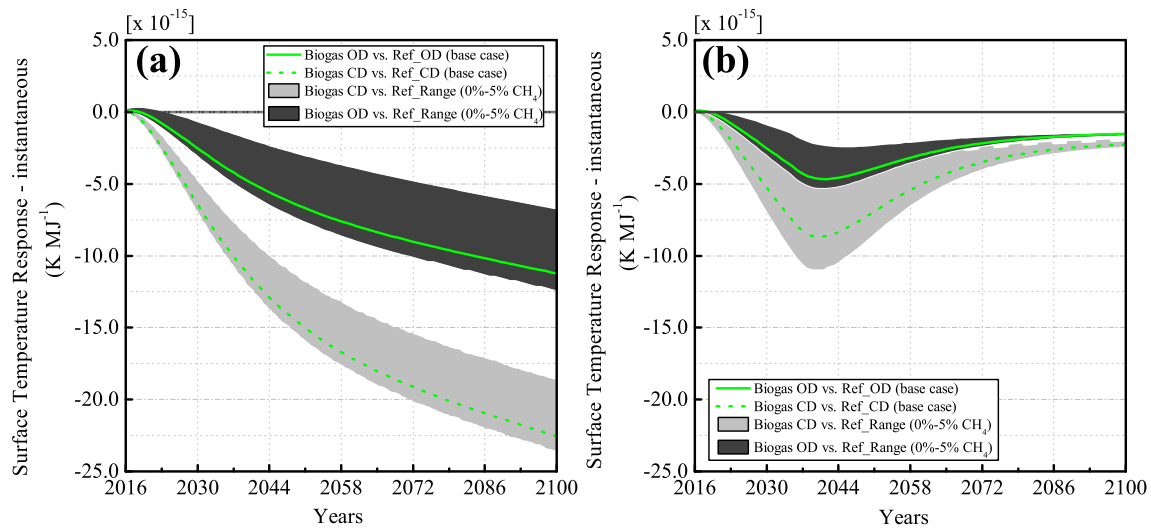 [x 10-15]
5.0
0.0
-5.0
-10.0
-15.0
-20.0
-25.0
2016 2030 2044 2058 2072 2086 2100
Years
Surface Temperature Response - instantaneous
(K MJ-1)
(a)
Biogas OD vs. Ref_OD (base case)
Biogas CD vs. Ref_CD (base case)
Biogas CD vs. Ref_Range (0%-5% CH4)
Biogas OD vs. Ref_Range (0%-5% CH4)
[x 10-15]
5.0
0.0
-5.0
-10.0
-15.0
-20.0
-25.0
2016 2030 2044 2058 2072 2086 2100
Years
Surface Temperature Response - instantaneous
(K MJ-1)
(b)
Biogas OD vs. Ref_OD (base case)
Biogas CD vs. Ref_CD (base case)
Biogas CD vs. Ref_Range (0%-5% CH4)
Biogas OD vs. Ref_Range (0%-5% CH4)